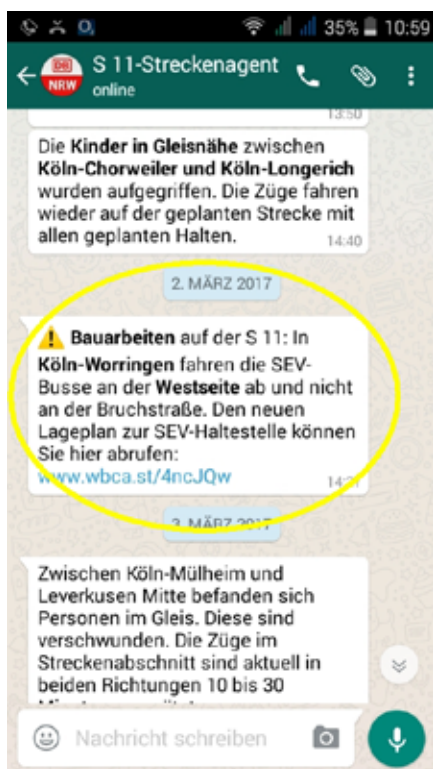 35% 10:59
DB
NRW
S 11-Streckenagent
online
13:50
Die Kinder in Gleisnähe zwischen
Köln-Chorweiler und Köln-Longerich
wurden aufgegriffen. Die Züge fahren
wieder auf der geplanten Strecke mit
allen geplanten Halten.
14:40
2. MÄRZ 2017
Bauarbeiten auf der S 11: In
Köln-Worringen fahren die SEV-
Busse an der Westseite ab und nicht
an der Bruchstraße. Den neuen
Lageplan zur SEV-Haltestelle können
Sie hier abrufen:
www.wbca.st/4ncJQw
3. MÄRZ 2017
Zwischen Köln-Mülheim und
Leverkusen Mitte befanden sich
Personen im Gleis. Diese sind
verschwunden. Die Züge im
Streckenabschnitt sind aktuell in
beiden Richtungen 10 bis 30
Nachricht schreiben